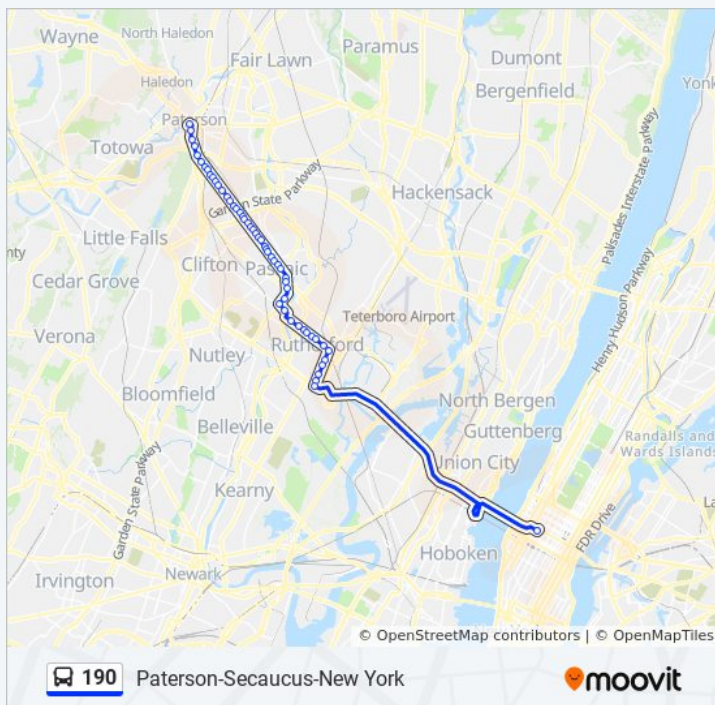 North Haledon
Wayne
Paramus
Fair Lawn
Dumont
Haledon
Bergenfield
Paterson
Totowa
Garden State Parkway
Hackensack
Palisades Interstate Parkway
Little Falls
Clifton
Passaic
Cedar Grove
Teterboro Airport
Henry Hudson Parkway
Verona
Nutley
Rutherford
Bloomfield
North Bergen
Belleville
Guttenberg
Randalls and
Wards Islands
Union City
Garden State Parkway
Kearny
FDR Drive
Hoboken
Newark
Irvington
© OpenStreetMap contributors | © OpenMapTiles
190 Paterson-Secaucus-New York
moovit